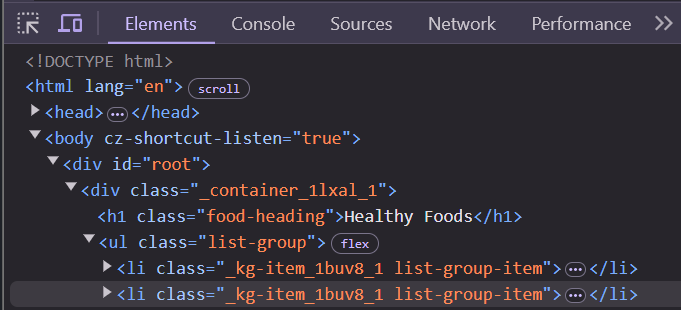 Elements Console Sources Network Performance
<!DOCTYPE html>
<html lang="en"> scroll
<head> ··· </head>
<body cz-shortcut-listen="true">
<div id="root">
<div class="_container_1lxal_1">
<h1 class="food-heading">Healthy Foods</h1>
<ul class="list-group"> flex
<li class="_kg-item_1buv8_1 list-group-item"> ··· </li>
<li class="_kg-item_1buv8_1 list-group-item"> ··· </li>